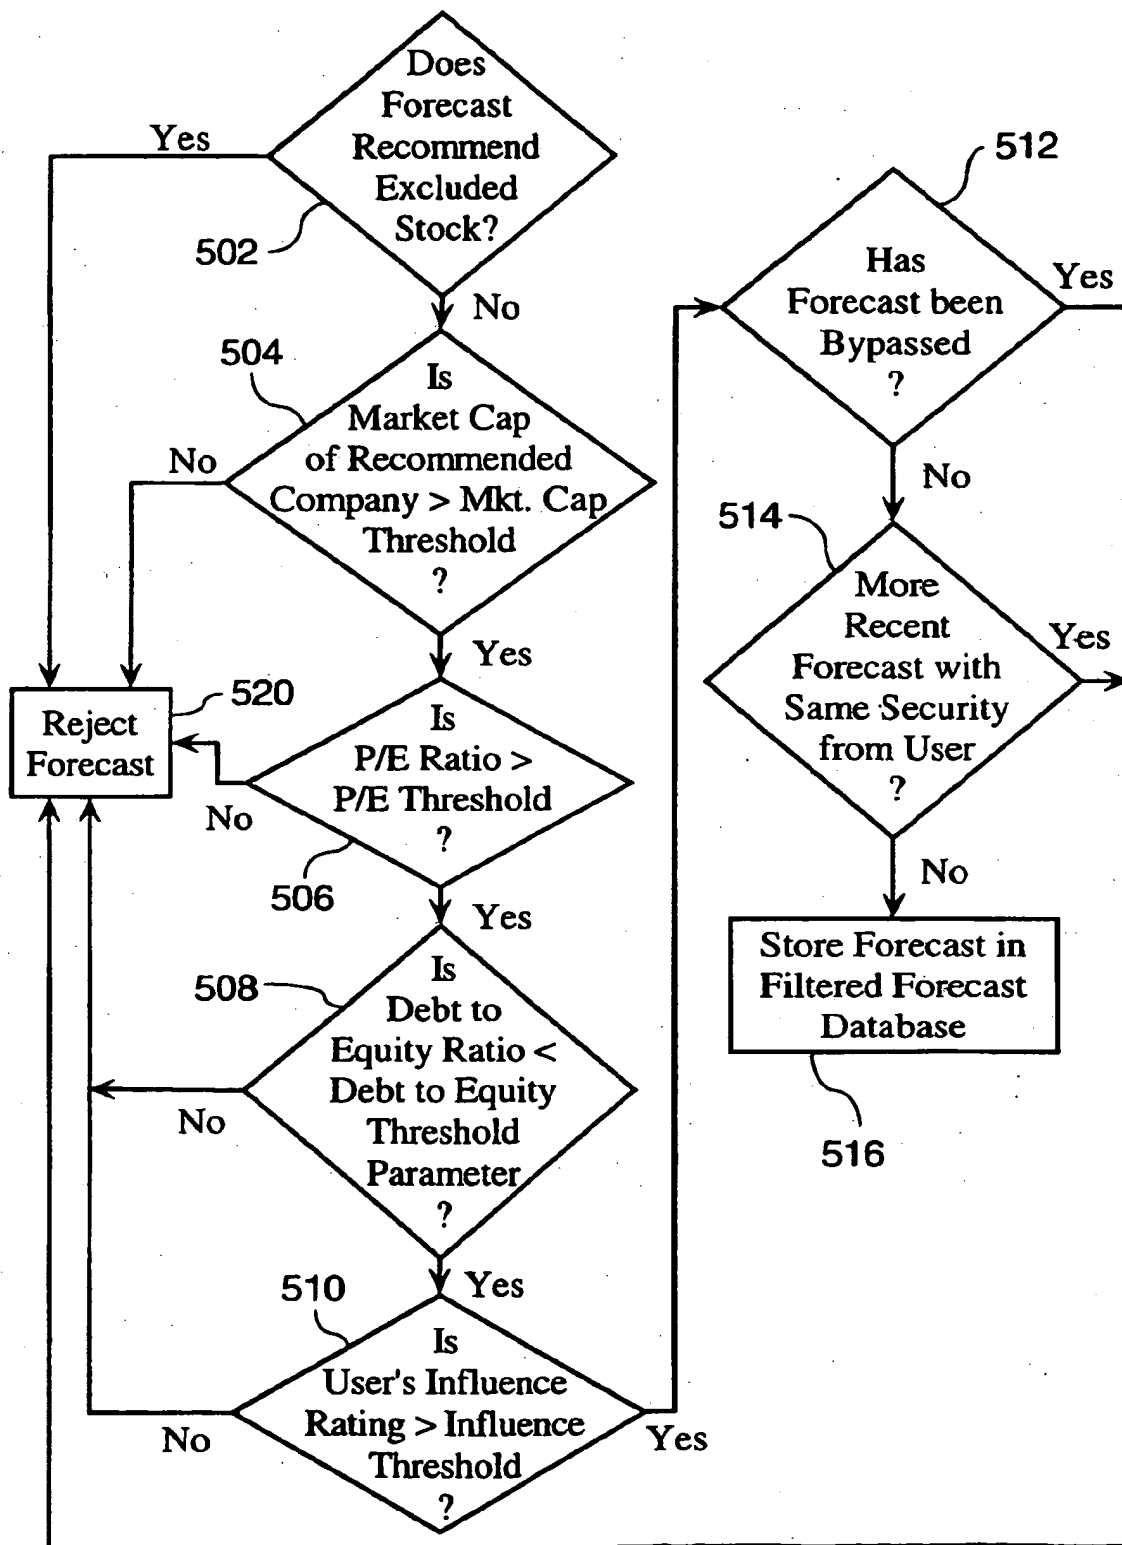 Does
Forecast
Recommend
Excluded
Stock?
Yes
502
No
504
Is
Market Cap
of Recommended
Company > Mkt. Cap
Threshold
?
No
Yes
520
Reject
Forecast
Is
P/E Ratio >
P/E Threshold
?
No
506
Yes
508
Is
Debt to
Equity Ratio <
Debt to Equity
Threshold
Parameter
?
No
Yes
510
Is
User's Influence
Rating > Influence
Threshold
?
No
Yes
512
Has
Forecast been
Bypassed
?
Yes
No
514
More
Recent
Forecast with
Same Security
from User
?
Yes
No
Store Forecast in
Filtered Forecast
Database
516